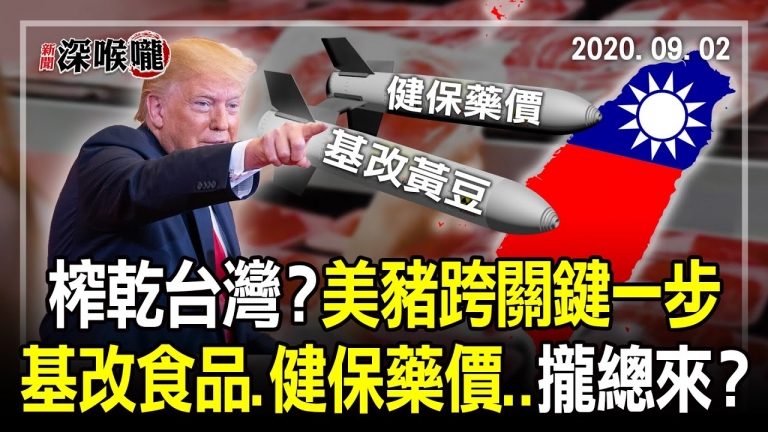 新聞深喉嚨
2020. 09. 02
健保藥價
基改黃豆
榨乾台灣?美豬跨關鍵一步
基改食品.健保藥價..攏總來?